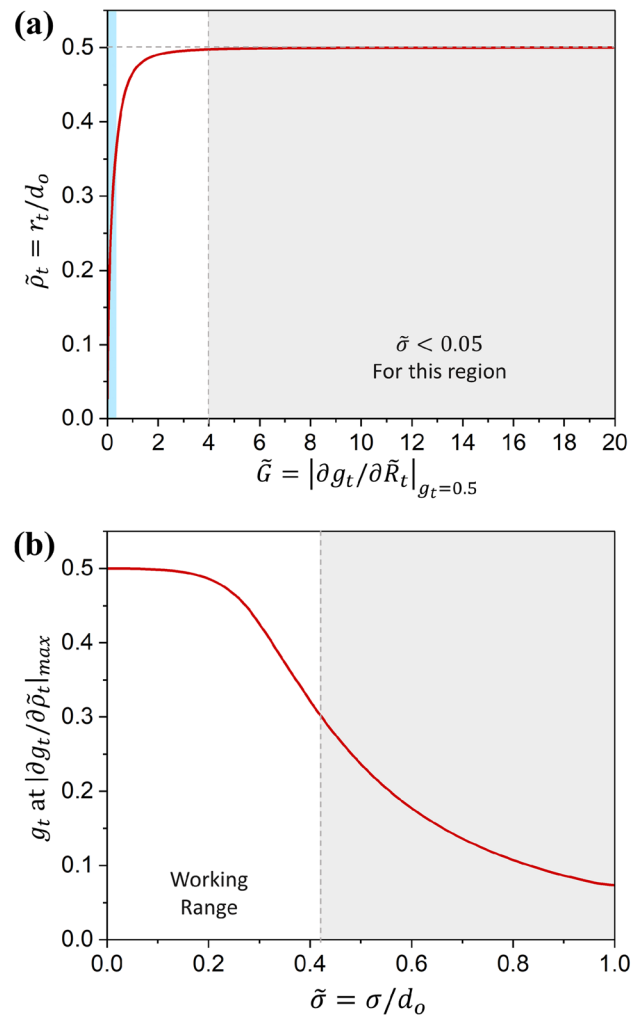 (a)
0.5
0.4
0.3
0.2
0.1
0.0
ρ̃ₜ = rₜ/dₒ
σ̃ < 0.05
For this region
0 2 4 6 8 10 12 14 16 18 20
G̃ = |∂gₜ/∂R̃ₜ|gₜ=0.5
(b)
0.5
0.4
0.3
0.2
0.1
0.0
gₜ at |∂gₜ/∂ρ̃ₜ|max
Working
Range
0.0 0.2 0.4 0.6 0.8 1.0
σ̃ = σ/dₒ